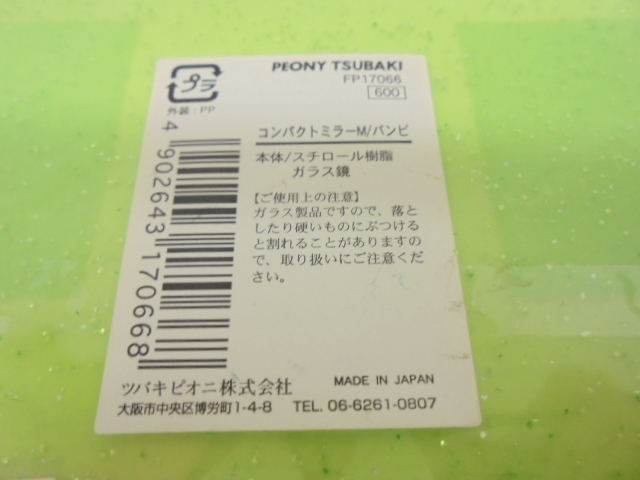 プラ
外装：PP
PEONY TSUBAKI
FP17066
600
コンパクトミラーM/バンビ
本体/スチロール樹脂
ガラス鏡
【ご使用上の注意】
ガラス製品ですので、落と
したり硬いものにぶつける
と割れることがありますの
で、取り扱いにご注意くだ
さい。
4902643170668
ツバキピオニ株式会社
MADE IN JAPAN
大阪市中央区博労町1-4-8 TEL. 06-6261-0807